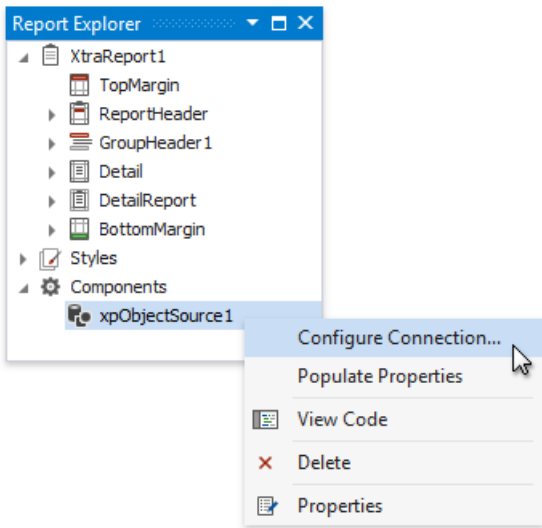 Report Explorer
XtraReport1
TopMargin
ReportHeader
GroupHeader1
Detail
DetailReport
BottomMargin
Styles
Components
xpObjectSource1
Configure Connection...
Populate Properties
View Code
Delete
Properties